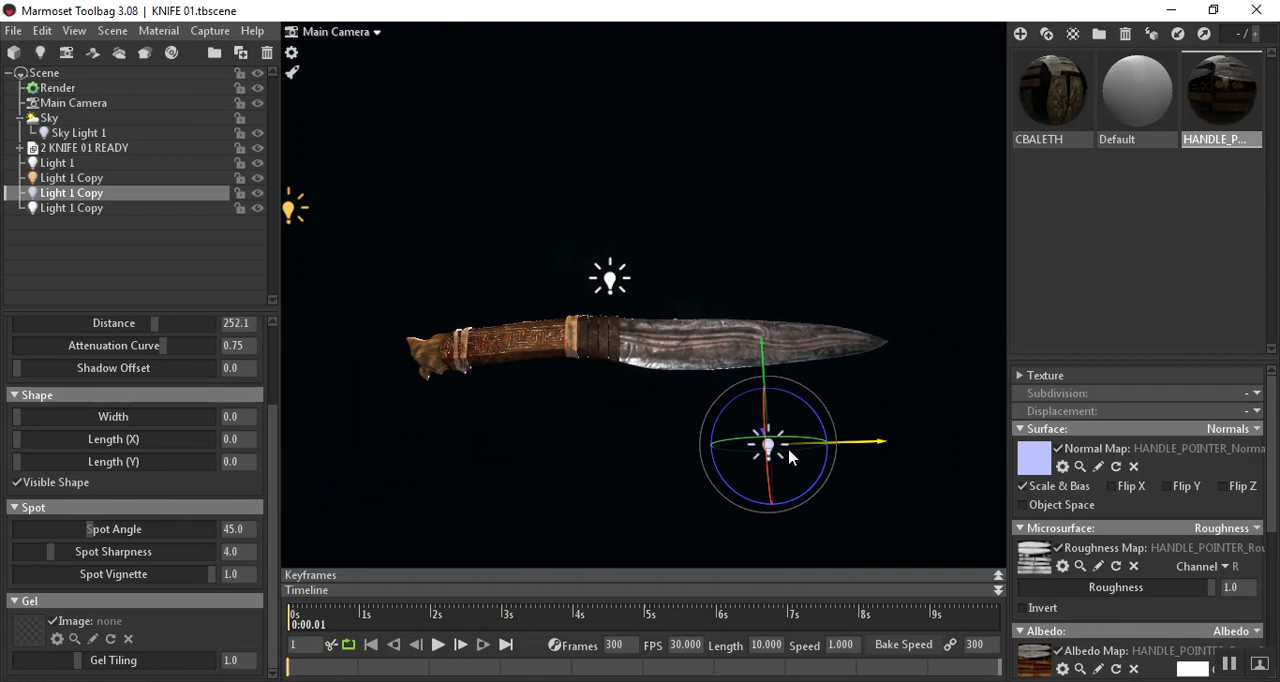 Marmoset Toolbag 3.08 | KNIFE 01.tbscene
File Edit View Scene Material Capture Help
Main Camera
- / ÷
Scene
Render
Main Camera
Sky
Sky Light 1
2 KNIFE 01 READY
Light 1
Light 1 Copy
Light 1 Copy
Light 1 Copy
CBALETH Default HANDLE_P...
Distance 252.1
Attenuation Curve 0.75
Shadow Offset 0.0
Shape
Width 0.0
Length (X) 0.0
Length (Y) 0.0
Visible Shape
Spot
Spot Angle 45.0
Spot Sharpness 4.0
Spot Vignette 1.0
Gel
Image: none
Gel Tiling 1.0
Texture
Subdivision: -
Displacement: -
Surface: Normals
Normal Map: HANDLE_POINTER_Norma
Scale & Bias Flip X Flip Y Flip Z
Object Space
Microsurface: Roughness
Roughness Map: HANDLE_POINTER_Rou
Channel R
Roughness 1.0
Invert
Albedo: Albedo
Albedo Map: HANDLE_POINTER_Alb
Keyframes
Timeline
0s 1s 2s 3s 4s 5s 6s 7s 8s 9s
0:00.01
1 Frames 300 FPS 30.000 Length 10.000 Speed 1.000 Bake Speed 300